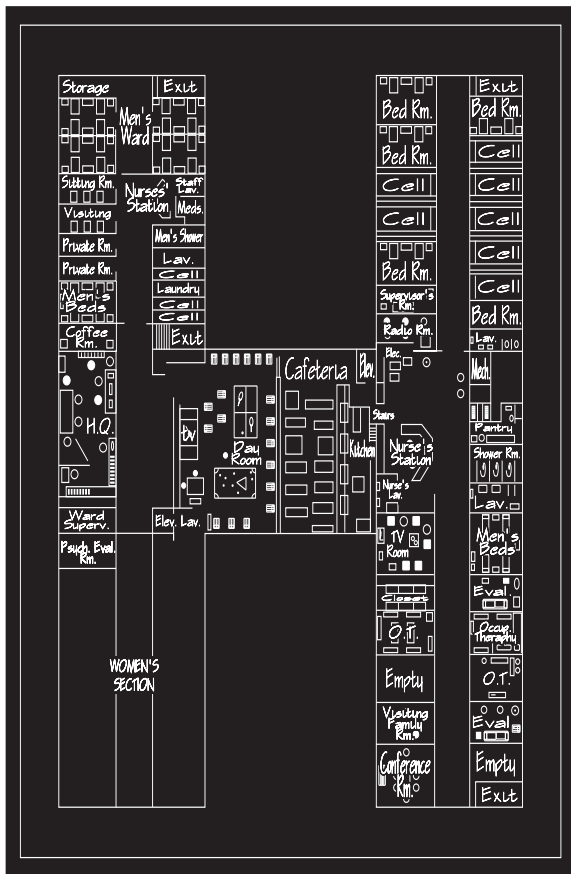 Storage
Men's
Ward
Sitting Rm.
Visiting
Private Rm.
Private Rm.
Men's
Beds
Coffee
Rm.
H.Q.
Ward
Superv.
Psych. Eval.
Rm.
Exit
Nurses'
Station
Staff
Lav.
Meds.
Men's Shower
Lav.
Cell
Laundry
Cell
Cell
Exit
Elev. Lav.
WOMEN'S
SECTION
Day
Room
Cafeteria
Elev.
Kitchen
Stairs
Bed Rm.
Bed Rm.
Cell
Cell
Bed Rm.
Supervisor's
Rm.
Radio Rm.
Elec.
Nurse's
Station
Nurse's
Lav.
TV
Room
Closet
O.T.
Empty
Visiting
Family
Rm.
Conference
Rm.
Exit
Bed Rm.
Cell
Cell
Cell
Cell
Cell
Bed Rm.
Lav.
Mech.
Pantry
Shower Rm.
Lav.
Men's
Beds
Eval.
Occup.
Theraphy
O.T.
Eval
Empty
Exit